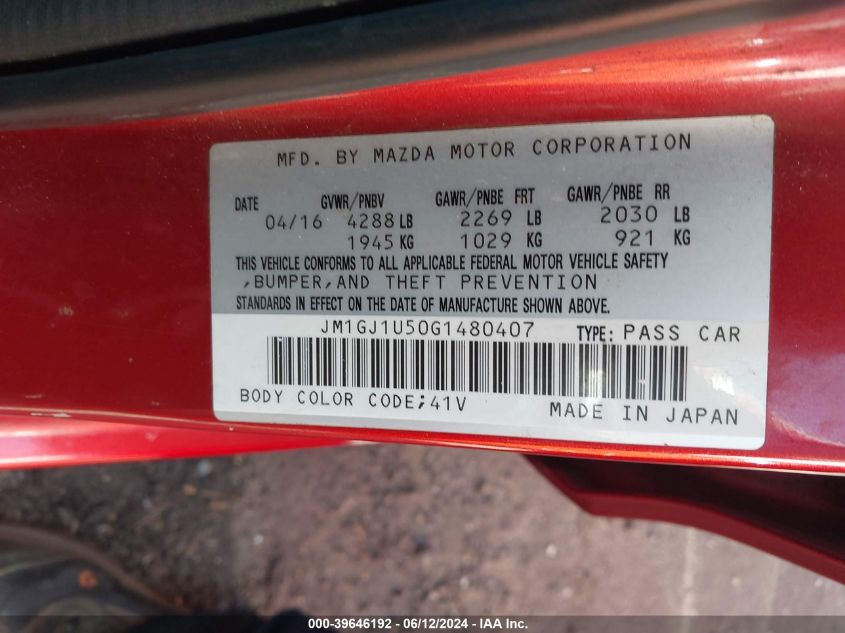 MFD. BY MAZDA MOTOR CORPORATION
DATE GVWR/PNBV GAWR/PNBE FRT GAWR/PNBE RR
04/16 4288 LB 2269 LB 2030 LB
1945 KG 1029 KG 921 KG
THIS VEHICLE CONFORMS TO ALL APPLICABLE FEDERAL MOTOR VEHICLE SAFETY
,BUMPER,AND THEFT PREVENTION
STANDARDS IN EFFECT ON THE DATE OF MANUFACTURE SHOWN ABOVE.
JM1GJ1U50G1480407 TYPE: PASS CAR
BODY COLOR CODE;41V MADE IN JAPAN
000-39646192 - 06/12/2024 - IAA Inc.